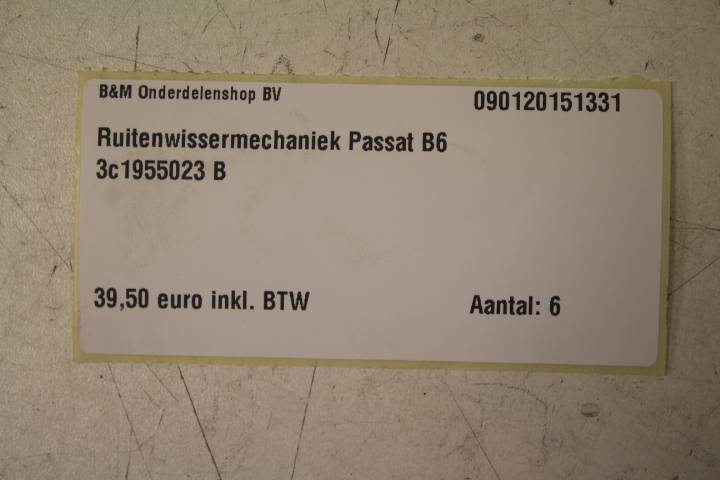 B&M Onderdelenshop BV
090120151331
Ruitenwissermechaniek Passat B6
3c1955023 B
39,50 euro inkl. BTW
Aantal: 6